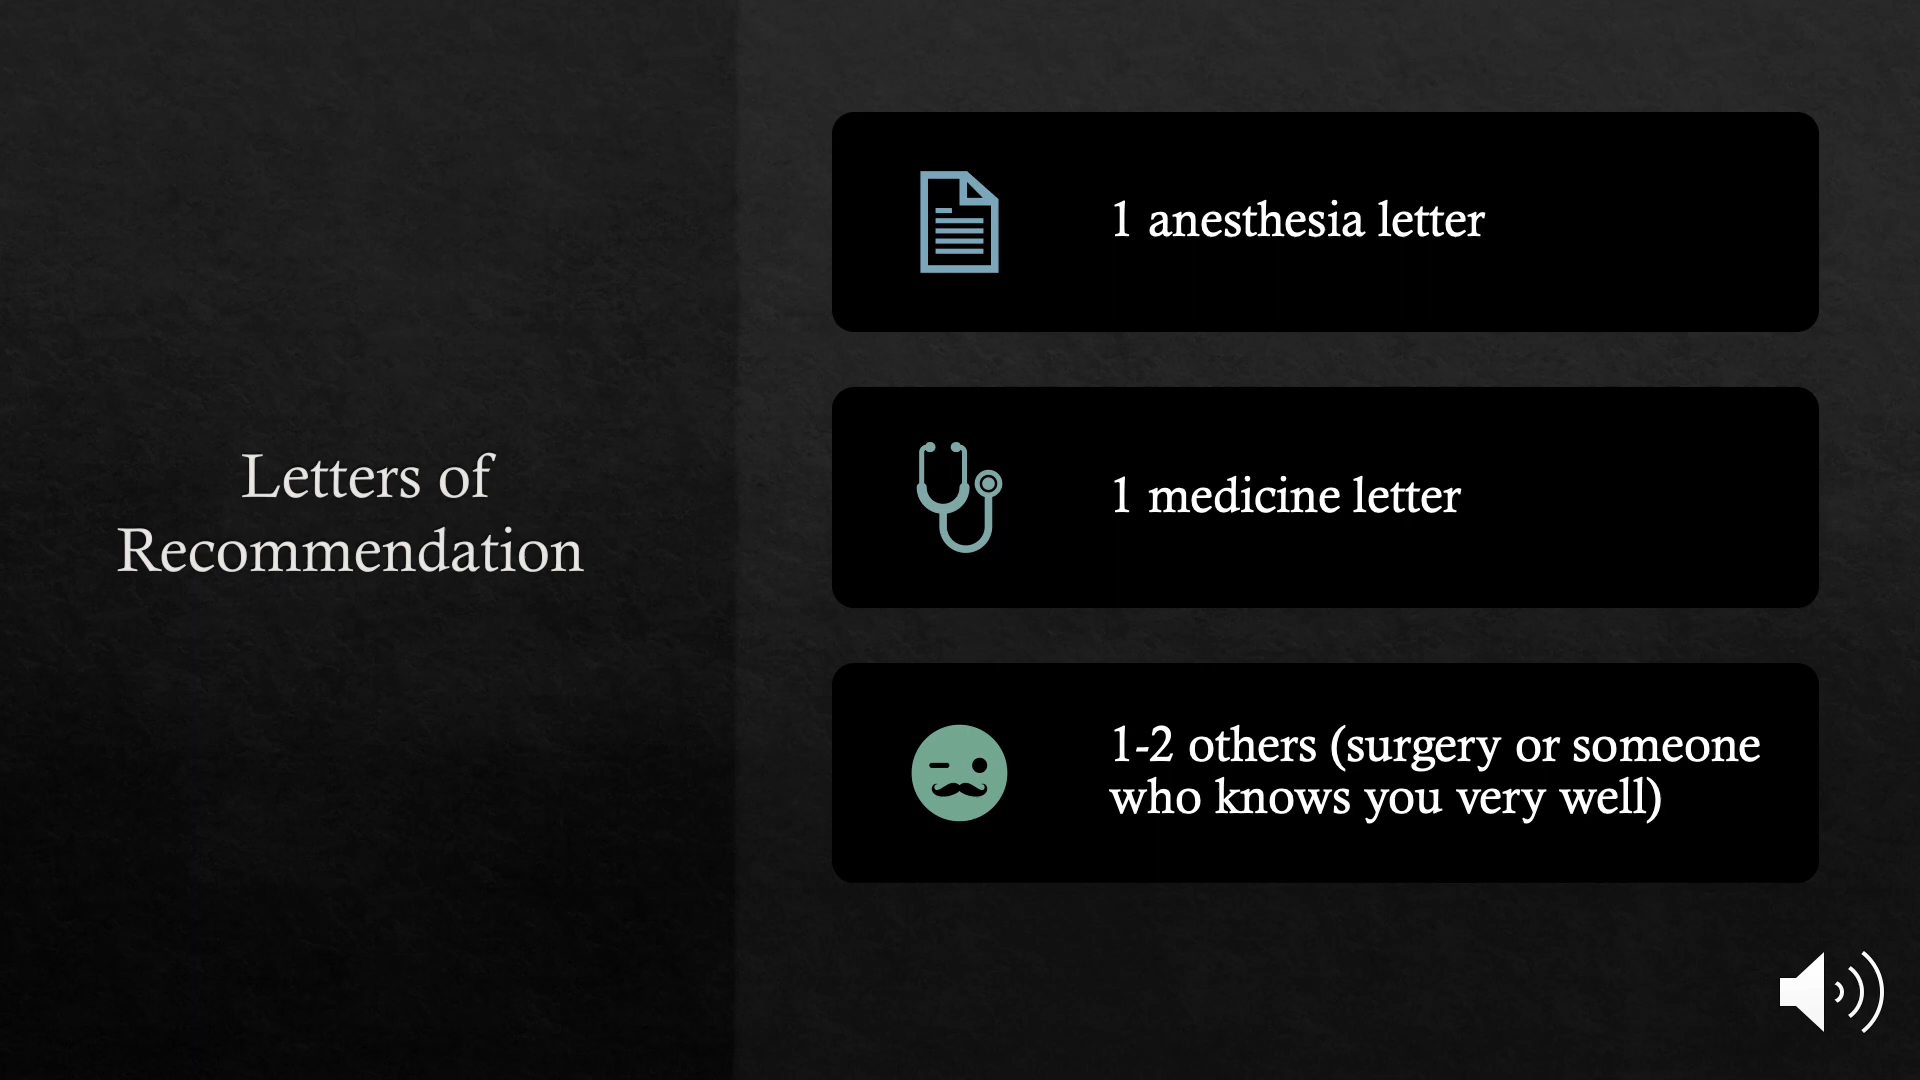 Letters of
Recommendation
1 anesthesia letter
1 medicine letter
1-2 others (surgery or someone
who knows you very well)